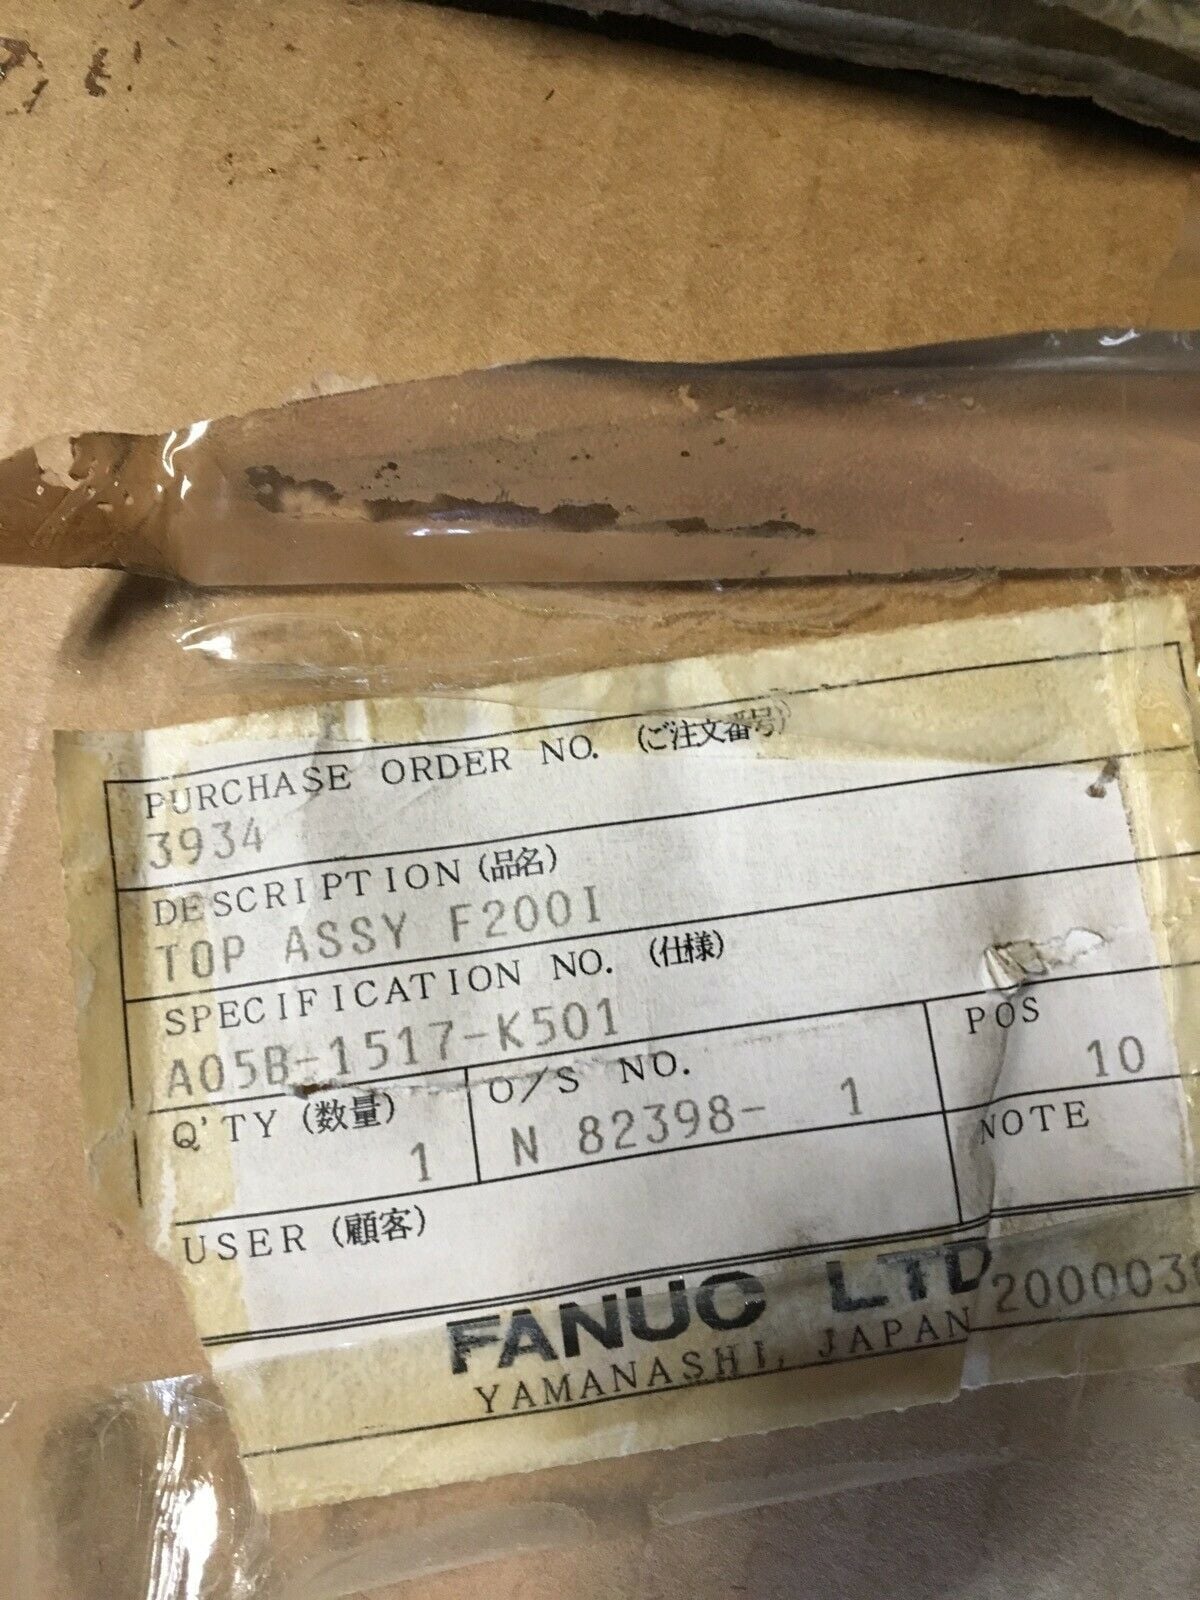 PURCHASE ORDER NO. (ご注文番号)
3934
DESCRIPTION (品名)
TOP ASSY F200I
SPECIFICATION NO. (仕様)
A05B-1517-K501
Q'TY (数量)
1
O/S NO.
N 82398- 1
POS
10
NOTE
USER (顧客)
FANUC LTD
YAMANASHI, JAPAN